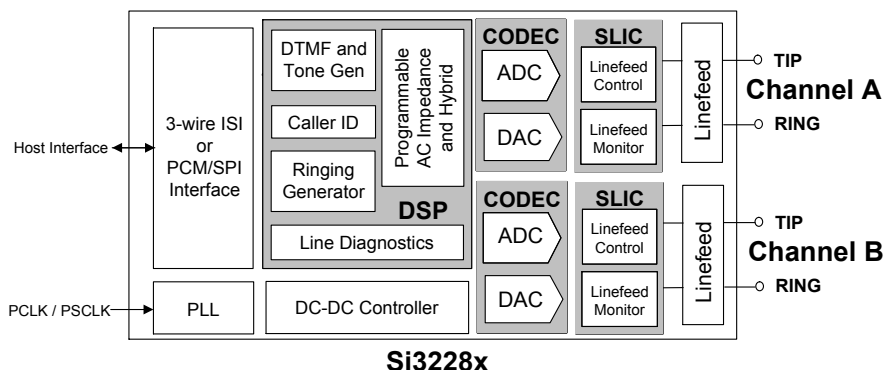 Host Interface
PCLK / PSCLK
3-wire ISI
or
PCM/SPI
Interface
PLL
DTMF and
Tone Gen
Caller ID
Ringing
Generator
Programmable
AC Impedance
and Hybrid
DSP
Line Diagnostics
DC-DC Controller
CODEC
ADC
DAC
SLIC
Linefeed
Control
Linefeed
Monitor
Linefeed
TIP
Channel A
RING
CODEC
ADC
DAC
SLIC
Linefeed
Control
Linefeed
Monitor
Linefeed
TIP
Channel B
RING
Si3228x